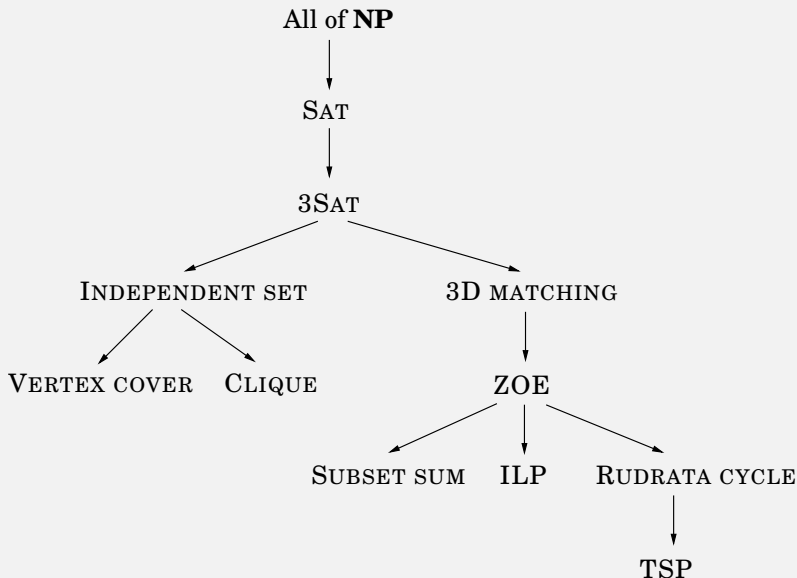 All of NP
SAT
3SAT
INDEPENDENT SET 3D MATCHING
VERTEX COVER CLIQUE ZOE
SUBSET SUM ILP RUDRATA CYCLE
TSP